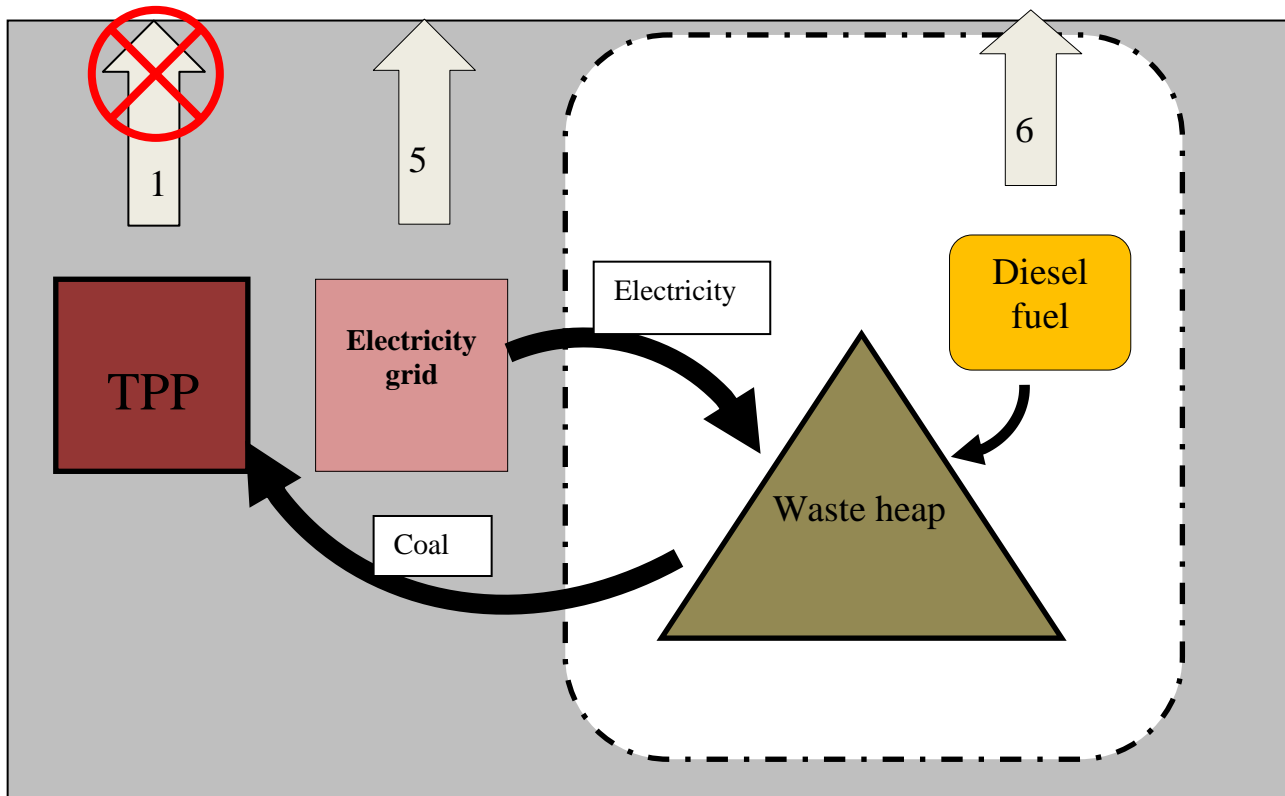 1
5
6
Electricity
Diesel
fuel
Electricity
grid
TPP
Waste heap
Coal